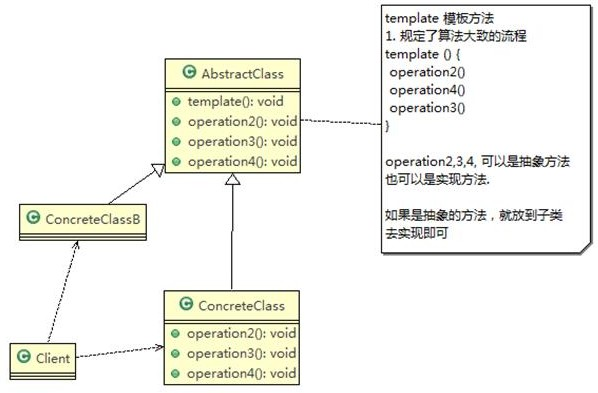 AbstractClass
template(): void
operation2(): void
operation3(): void
operation4(): void
template 模板方法
1. 规定了算法大致的流程
template () {
operation2()
operation4()
operation3()
}
operation2,3,4, 可以是抽象方法
也可以是实现方法.
如果是抽象的方法，就放到子类
去实现即可
ConcreteClassB
ConcreteClass
operation2(): void
operation3(): void
operation4(): void
Client